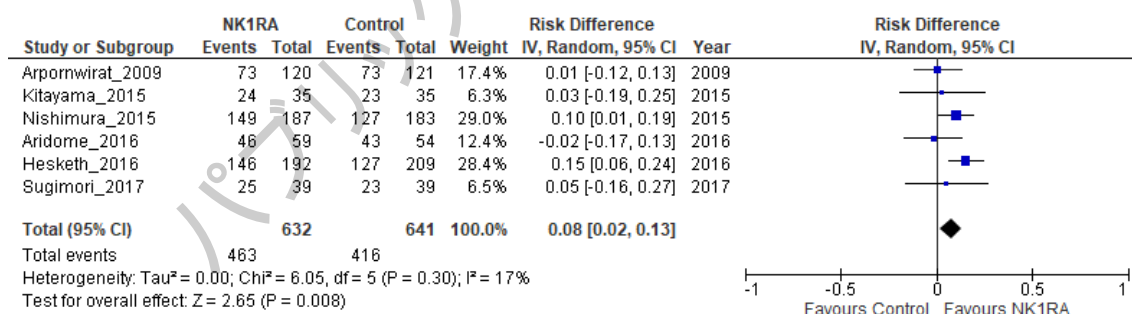 NK1RA Control Risk Difference Risk Difference
Study or Subgroup Events Total Events Total Weight IV, Random, 95% CI Year IV, Random, 95% CI
Arpornwirat_2009 73 120 73 121 17.4% 0.01 [-0.12, 0.13] 2009
Kitayama_2015 24 35 23 35 6.3% 0.03 [-0.19, 0.25] 2015
Nishimura_2015 149 187 127 183 29.0% 0.10 [0.01, 0.19] 2015
Aridome_2016 46 59 43 54 12.4% -0.02 [-0.17, 0.13] 2016
Hesketh_2016 146 192 127 209 28.4% 0.15 [0.06, 0.24] 2016
Sugimori_2017 25 39 23 39 6.5% 0.05 [-0.16, 0.27] 2017
Total (95% CI) 632 641 100.0% 0.08 [0.02, 0.13]
Total events 463 416
Heterogeneity: Tau² = 0.00; Chi² = 6.05, df = 5 (P = 0.30); I² = 17%
Test for overall effect: Z = 2.65 (P = 0.008)
-1 -0.5 0 0.5 1
Favours Control Favours NK1RA
パブリック